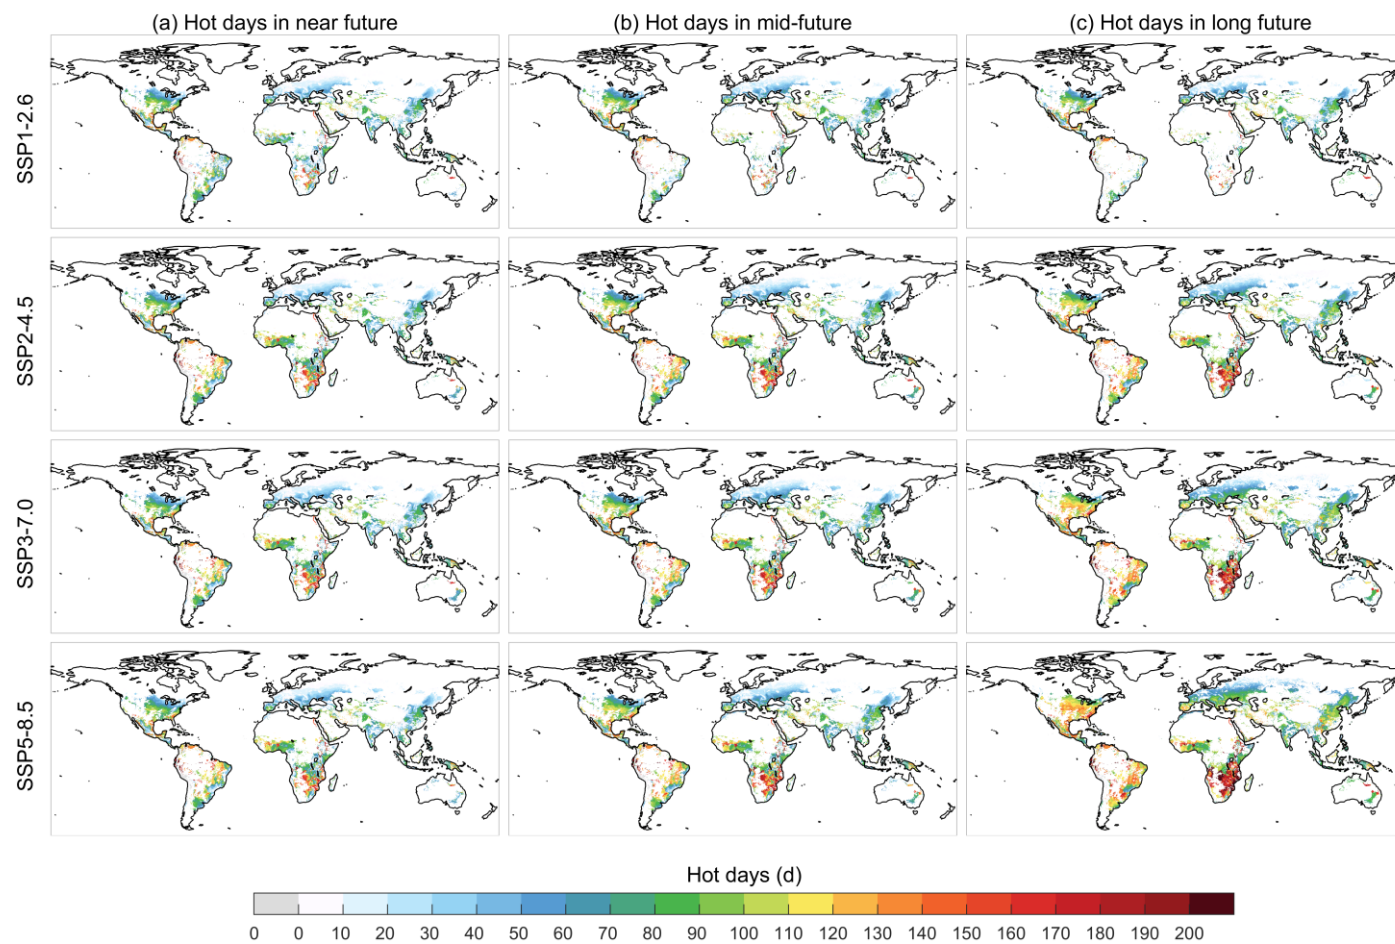 (a) Hot days in near future
(b) Hot days in mid-future
(c) Hot days in long future
SSP1-2.6
SSP2-4.5
SSP3-7.0
SSP5-8.5
Hot days (d)
0 0 10 20 30 40 50 60 70 80 90 100 110 120 130 140 150 160 170 180 190 200